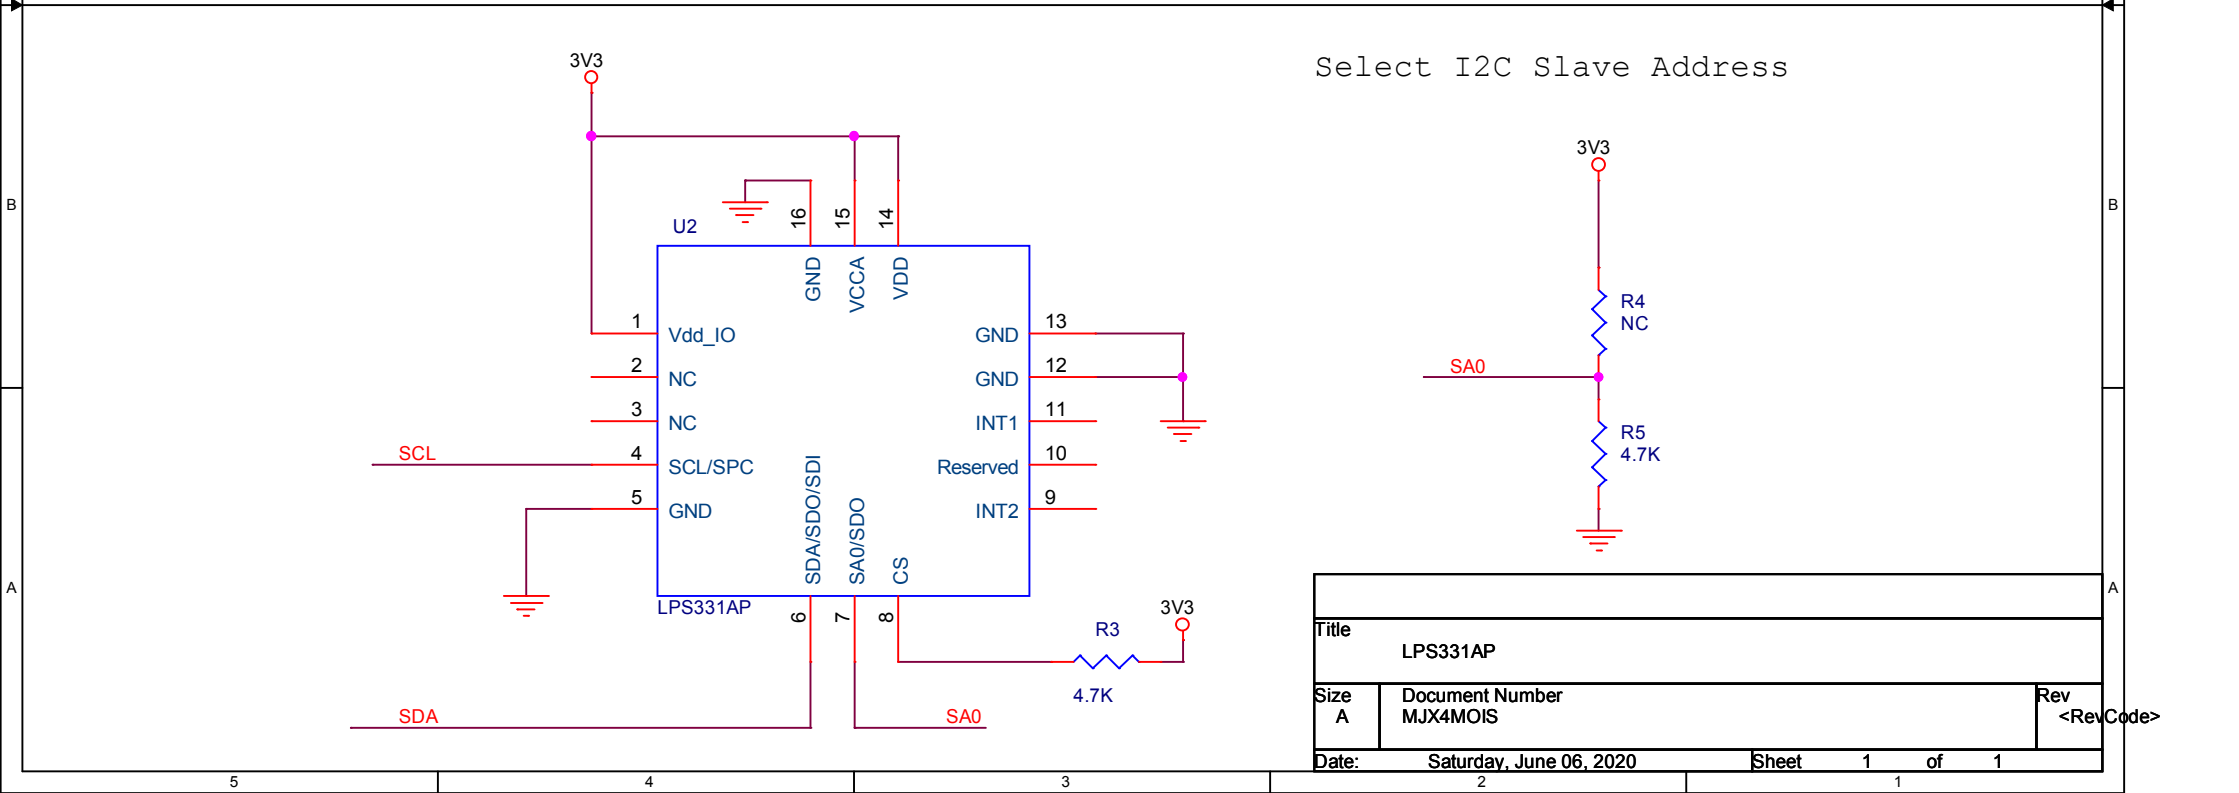 Select I2C Slave Address
3V3
3V3
B
B
U2
16
15
14
GND
VCCA
VDD
1
Vdd_IO
2
NC
3
NC
SCL
4
SCL/SPC
5
GND
13
GND
12
GND
11
INT1
10
Reserved
9
INT2
SDA/SDO/SDI
SA0/SDO
CS
LPS331AP
6
7
8
R3
4.7K
3V3
SDA
SA0
R4
NC
SA0
R5
4.7K
A
A
Title
LPS331AP
Size
A
Document Number
MJX4MOIS
Rev
<RevCode>
Date:
Saturday, June 06, 2020
Sheet 1 of 1
5
4
3
2
1